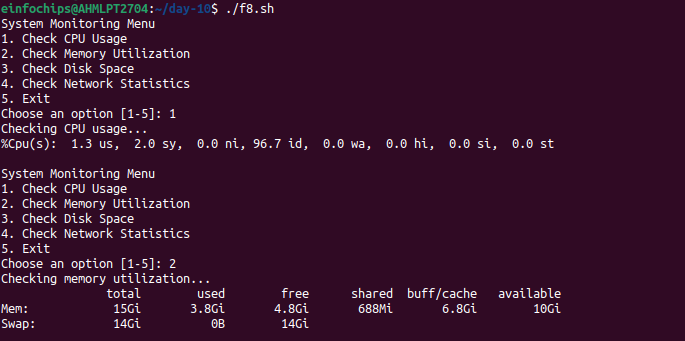 einfochips@AHMLPT2704:~/day-10$ ./f8.sh
System Monitoring Menu
1. Check CPU Usage
2. Check Memory Utilization
3. Check Disk Space
4. Check Network Statistics
5. Exit
Choose an option [1-5]: 1
Checking CPU usage...
%Cpu(s):  1.3 us,  2.0 sy,  0.0 ni, 96.7 id,  0.0 wa,  0.0 hi,  0.0 si,  0.0 st
System Monitoring Menu
1. Check CPU Usage
2. Check Memory Utilization
3. Check Disk Space
4. Check Network Statistics
5. Exit
Choose an option [1-5]: 2
Checking memory utilization...
              total        used        free      shared  buff/cache   available
Mem:           15Gi       3.8Gi       4.8Gi       688Mi       6.8Gi        10Gi
Swap:          14Gi          0B        14Gi